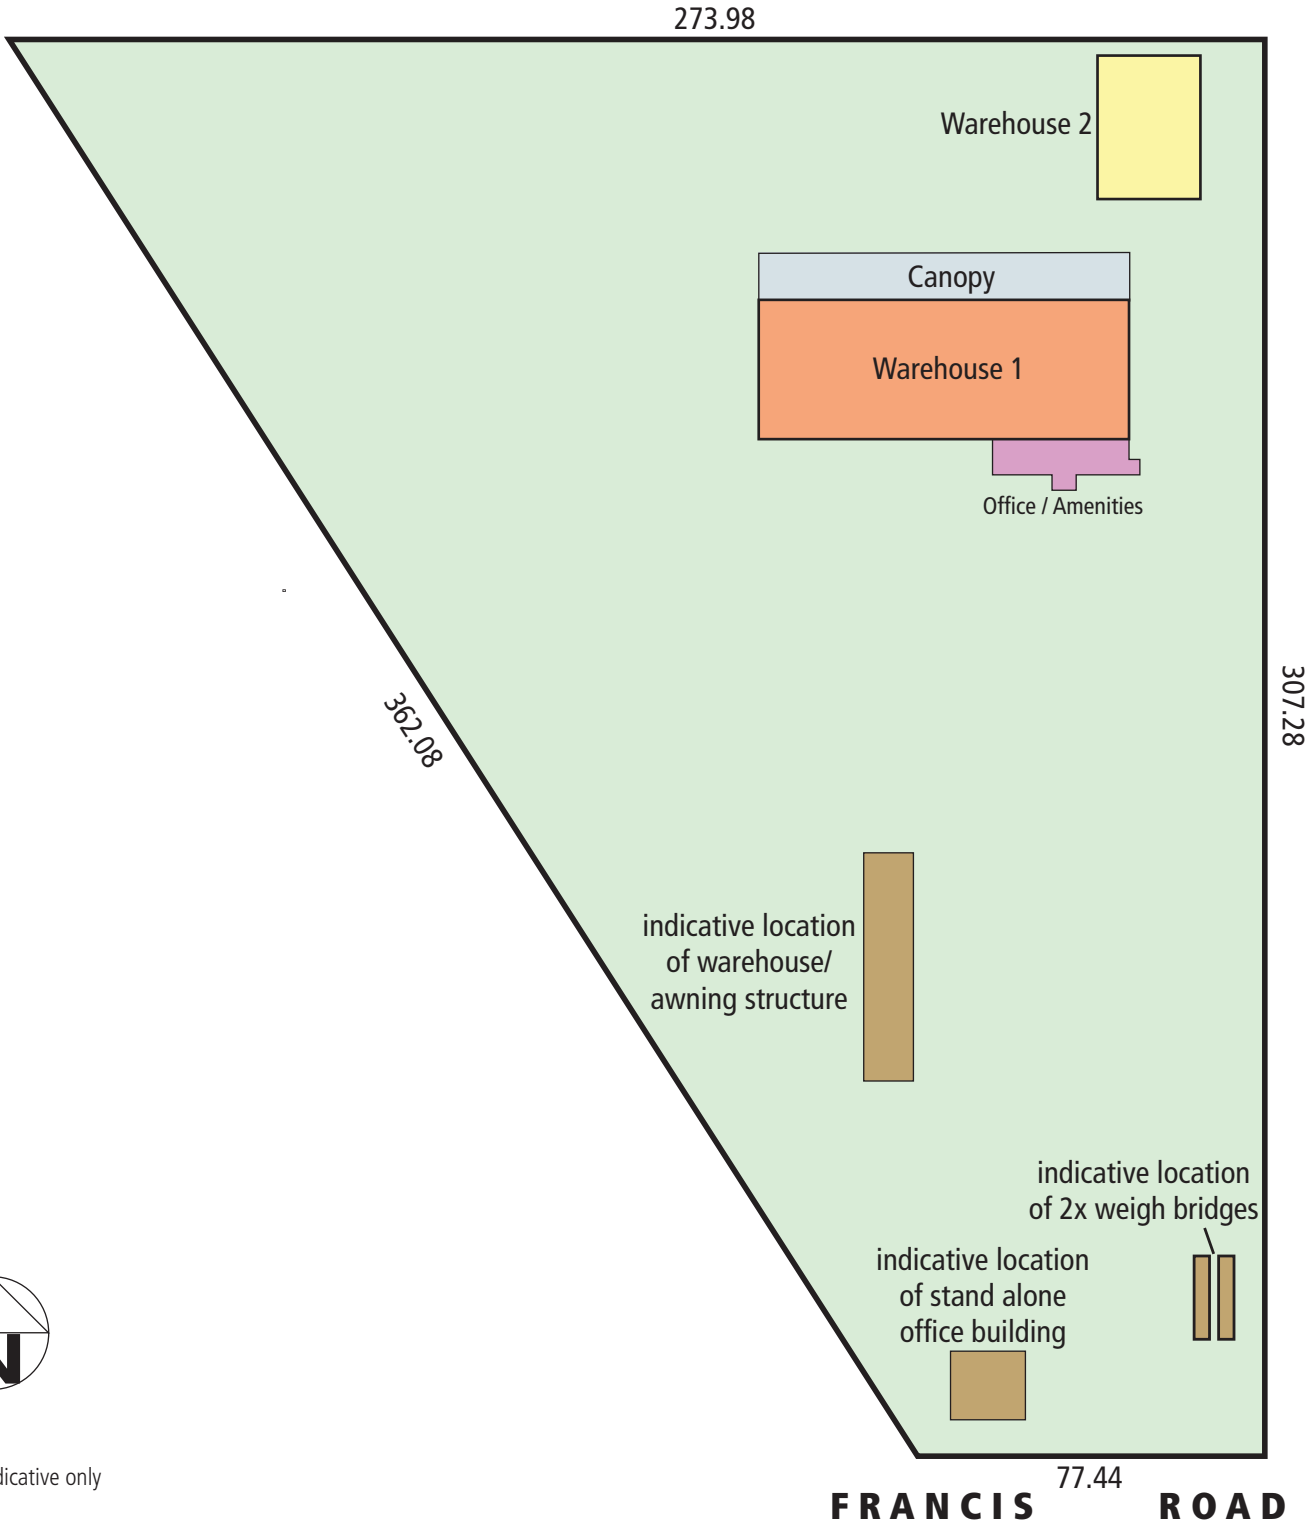 273.98
Warehouse 2
Canopy
Warehouse 1
Office / Amenities
307.28
362.08
indicative location
of warehouse/
awning structure
indicative location
of 2x weigh bridges
indicative location
of stand alone
office building
N
only
77.44
FRANCIS ROAD